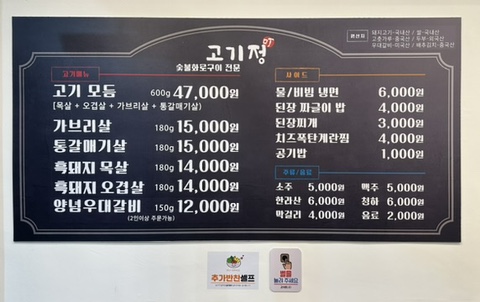 고기정
숯불화로구이 전문
원산지
돼지고기-국내산 / 쌀-국내산
고춧가루-중국산 / 두부-외국산
우대갈비-미국산 / 배추김치-중국산
고기메뉴
고기 모듬 600g 47,000원
[목살 + 오겹살 + 가브리살 + 통갈매기살]
가브리살 180g 15,000원
통갈매기살 180g 15,000원
흑돼지 목살 180g 14,000원
흑돼지 오겹살 180g 14,000원
양념우대갈비 150g 12,000원
(2인이상 주문가능)
사이드
물/비빔 냉면 6,000원
된장 짜글이 밥 4,000원
된장찌개 3,000원
치즈폭탄계란찜 4,000원
공기밥 1,000원
주류/음료
소주 5,000원 맥주 5,000원
한라산 6,000원 청하 6,000원
막걸리 4,000원 음료 2,000원
추가반찬셀프
벨을
눌러 주세요